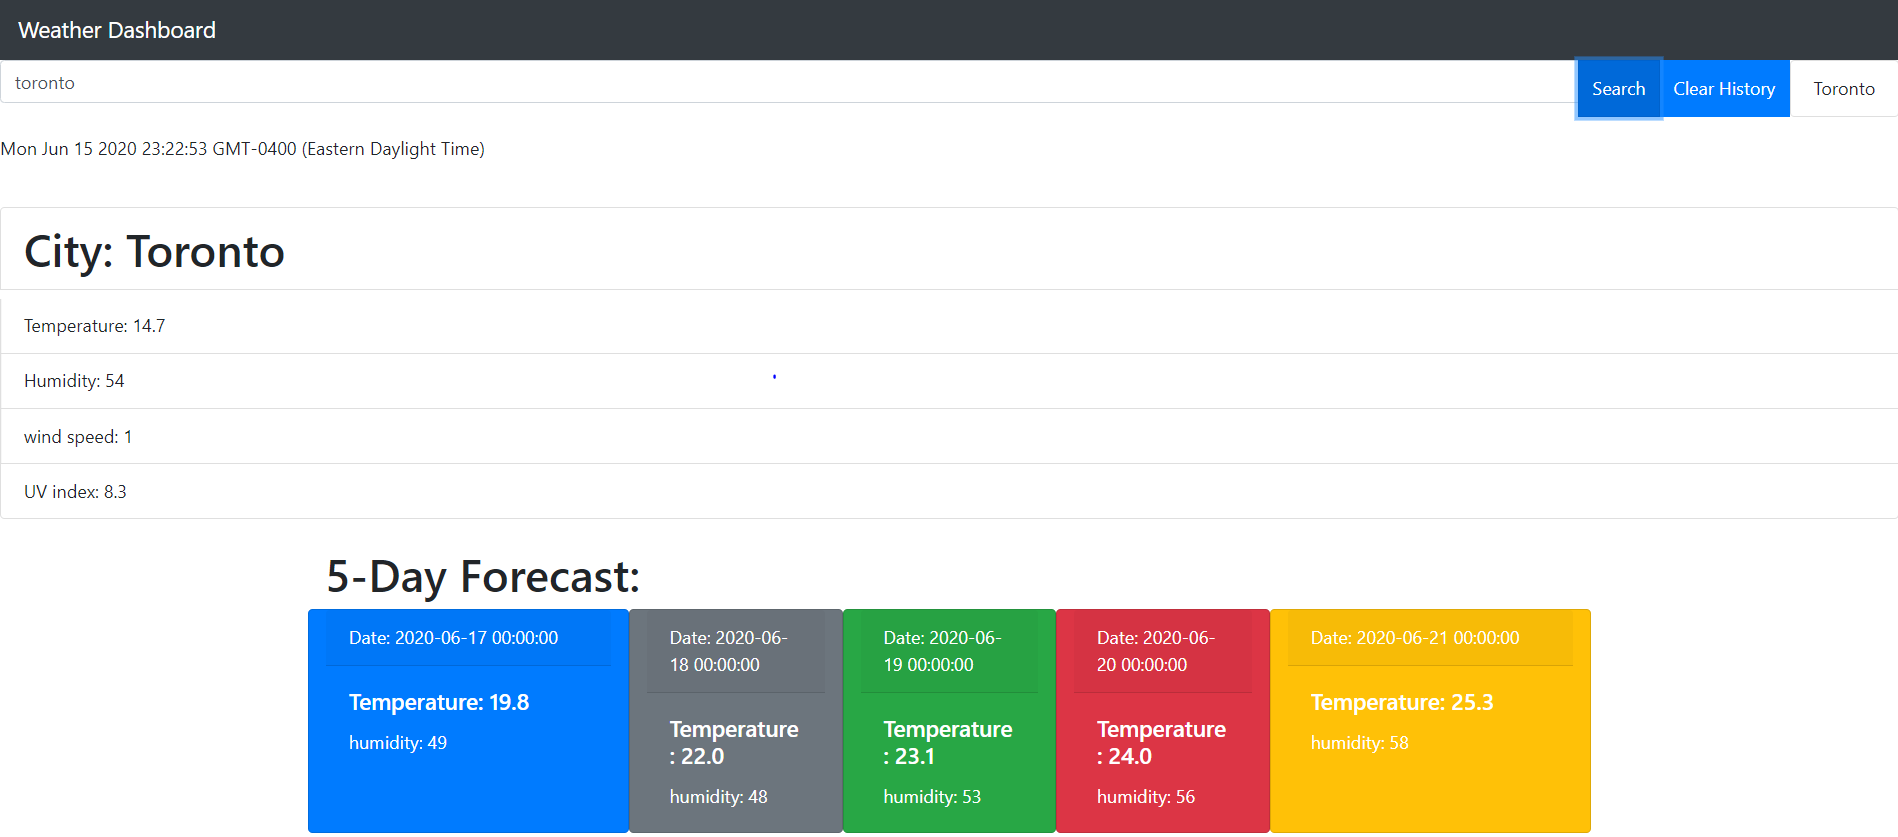 Weather Dashboard
toronto
Search
Clear History
Toronto
Mon Jun 15 2020 23:22:53 GMT-0400 (Eastern Daylight Time)
City: Toronto
Temperature: 14.7
Humidity: 54
wind speed: 1
UV index: 8.3
5-Day Forecast:
Date: 2020-06-17 00:00:00
Temperature: 19.8
humidity: 49
Date: 2020-06-
18 00:00:00
Temperature
: 22.0
humidity: 48
Date: 2020-06-
19 00:00:00
Temperature
: 23.1
humidity: 53
Date: 2020-06-
20 00:00:00
Temperature
: 24.0
humidity: 56
Date: 2020-06-21 00:00:00
Temperature: 25.3
humidity: 58